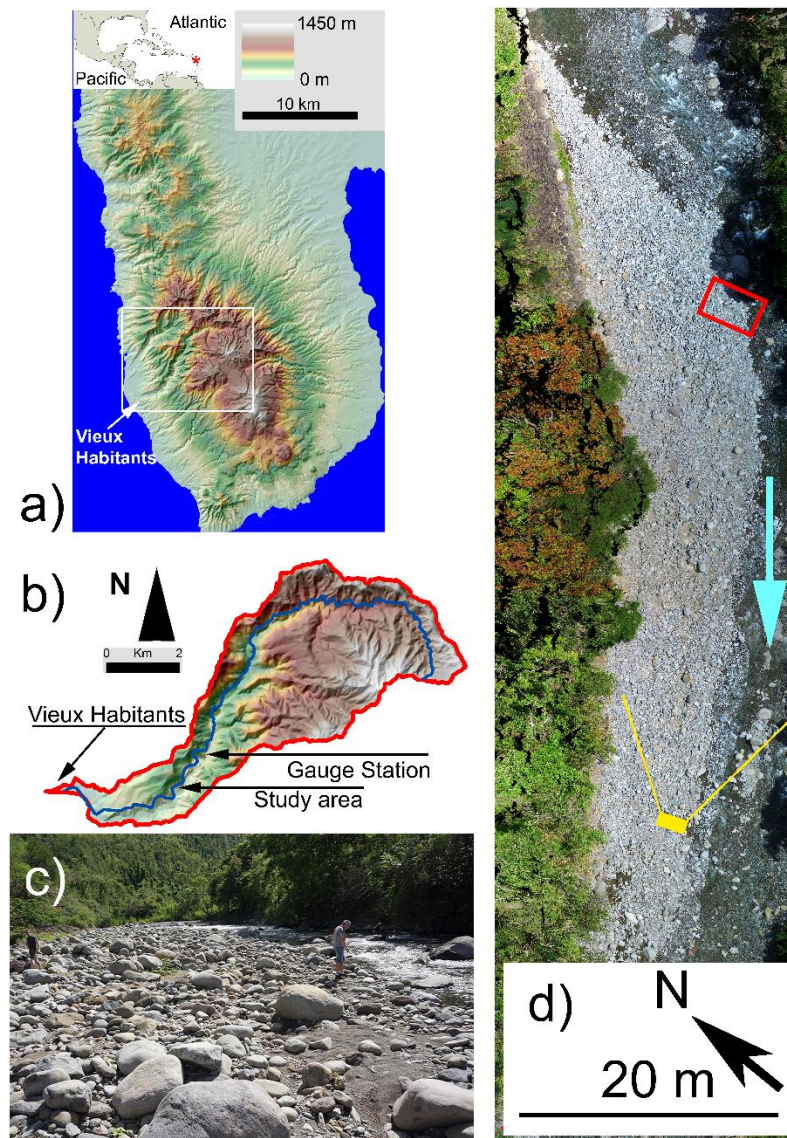 Atlantic
Pacific
*
1450 m
0 m
10 km
Vieux
Habitants
a)
b)
N
0 Km 2
Vieux Habitants
Gauge Station
Study area
c)
d)
N
20 m